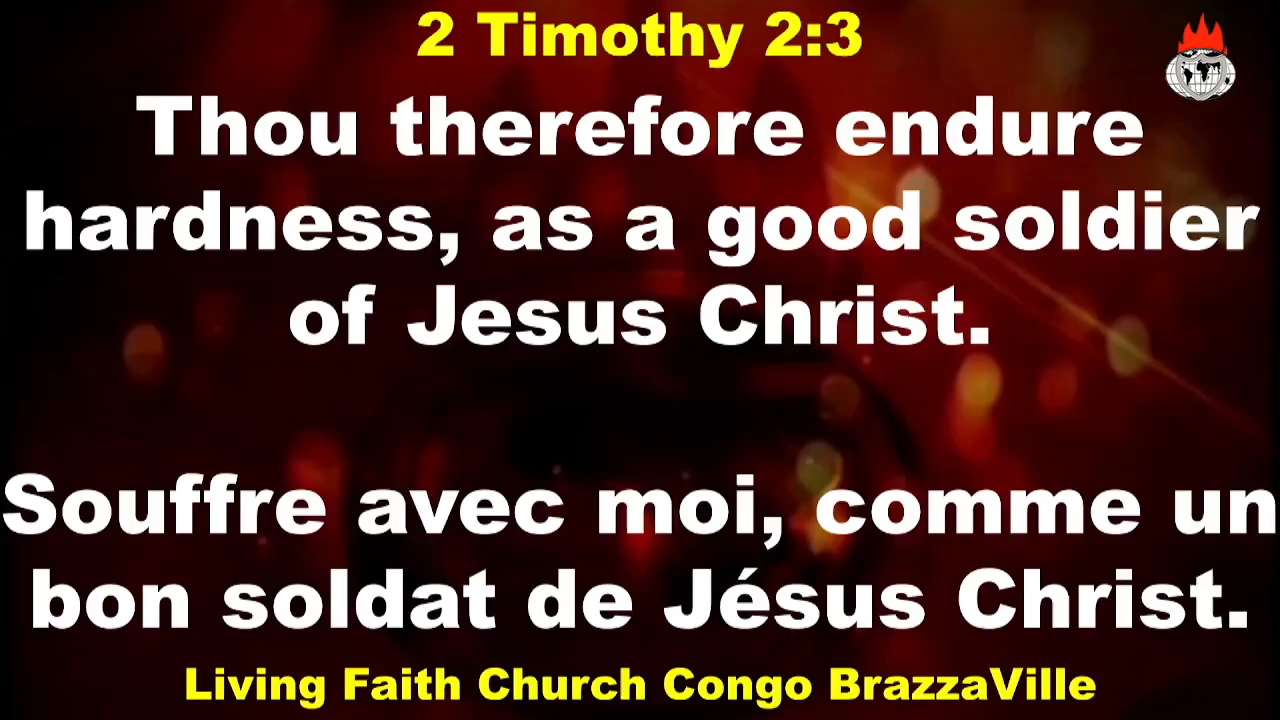 2 Timothy 2:3
Thou therefore endure
hardness, as a good soldier
of Jesus Christ.
Souffre avec moi, comme un
bon soldat de Jésus Christ.
Living Faith Church Congo BrazzaVille